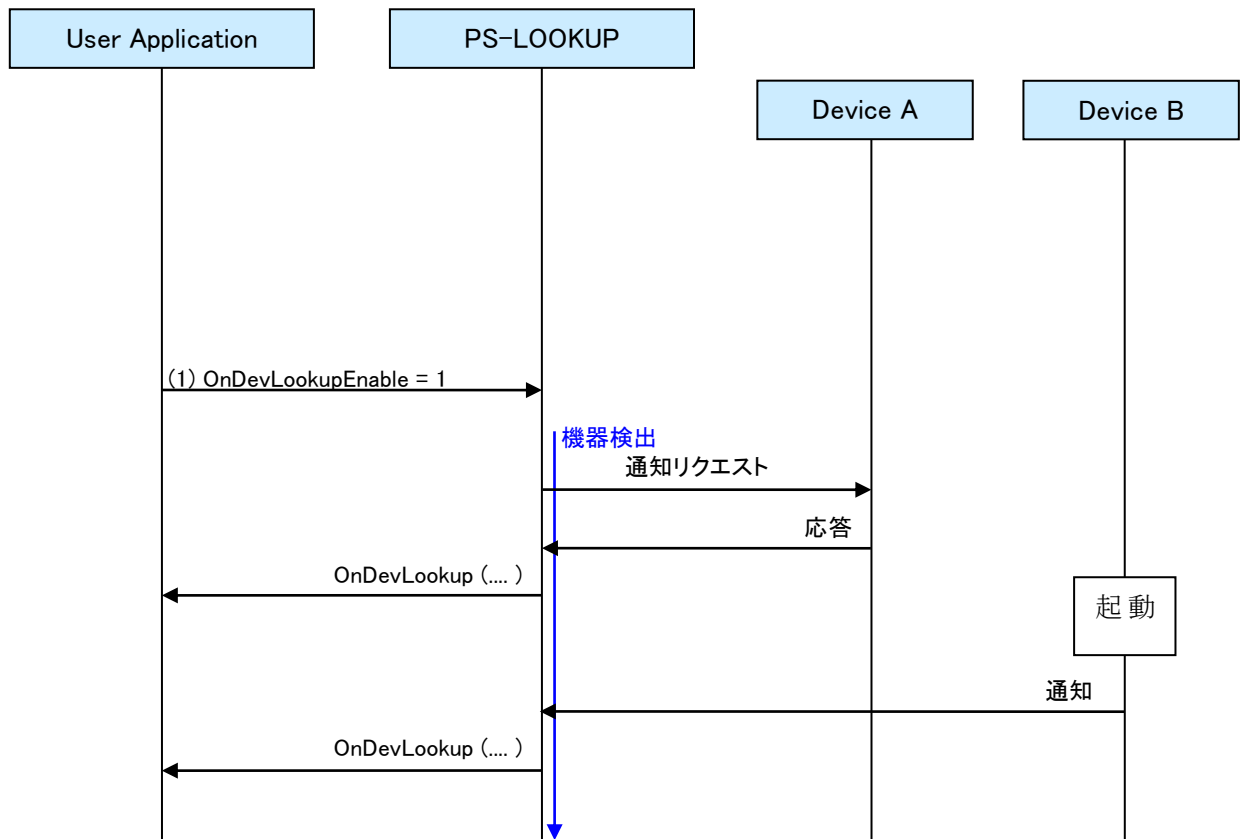 User Application
PS-LOOKUP
Device A
Device B
(1) OnDevLookupEnable = 1
機器検出
通知リクエスト
応答
OnDevLookup (.... )
起動
通知
OnDevLookup (.... )